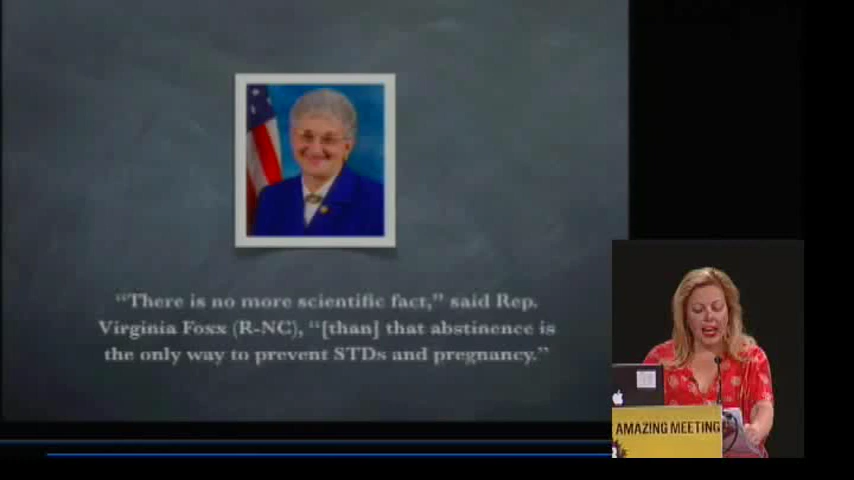 “There is no more scientific fact,” said Rep.
Virginia Foxx (R-NC), “[than] that abstinence is
the only way to prevent STDs and pregnancy.”
AMAZING MEETING